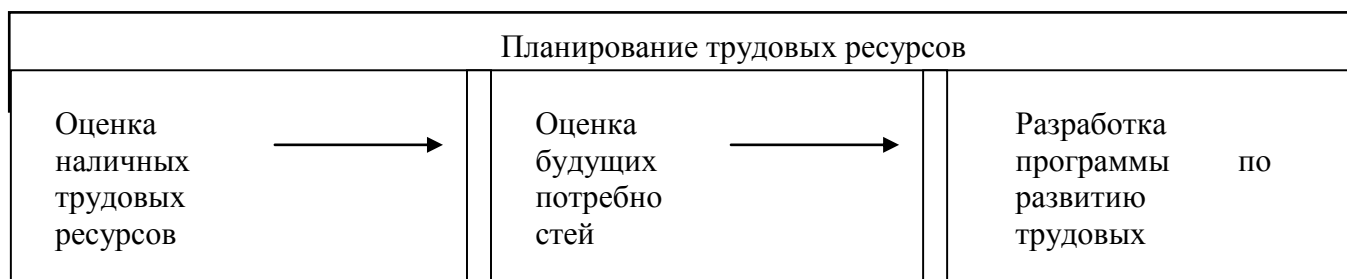 Планирование трудовых ресурсов
Оценка
наличных
трудовых
ресурсов
Оценка
будущих
потребно
стей
Разработка
программы по
развитию
трудовых